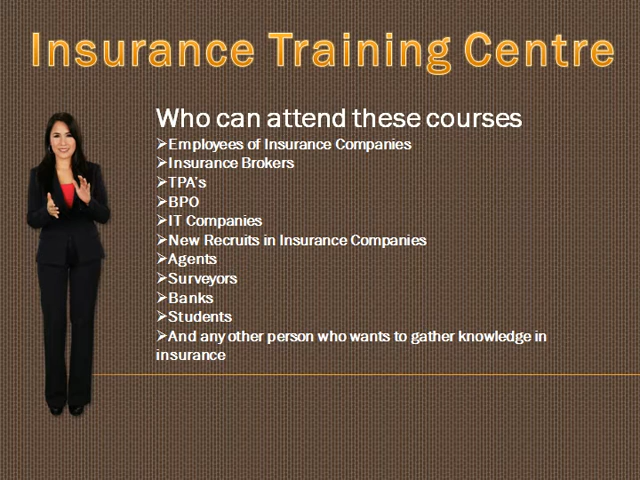 Insurance Training Centre
Who can attend these courses
➢Employees of Insurance Companies
➢Insurance Brokers
➢TPA's
➢BPO
➢IT Companies
➢New Recruits in Insurance Companies
➢Agents
➢Surveyors
➢Banks
➢Students
➢And any other person who wants to gather knowledge in
insurance